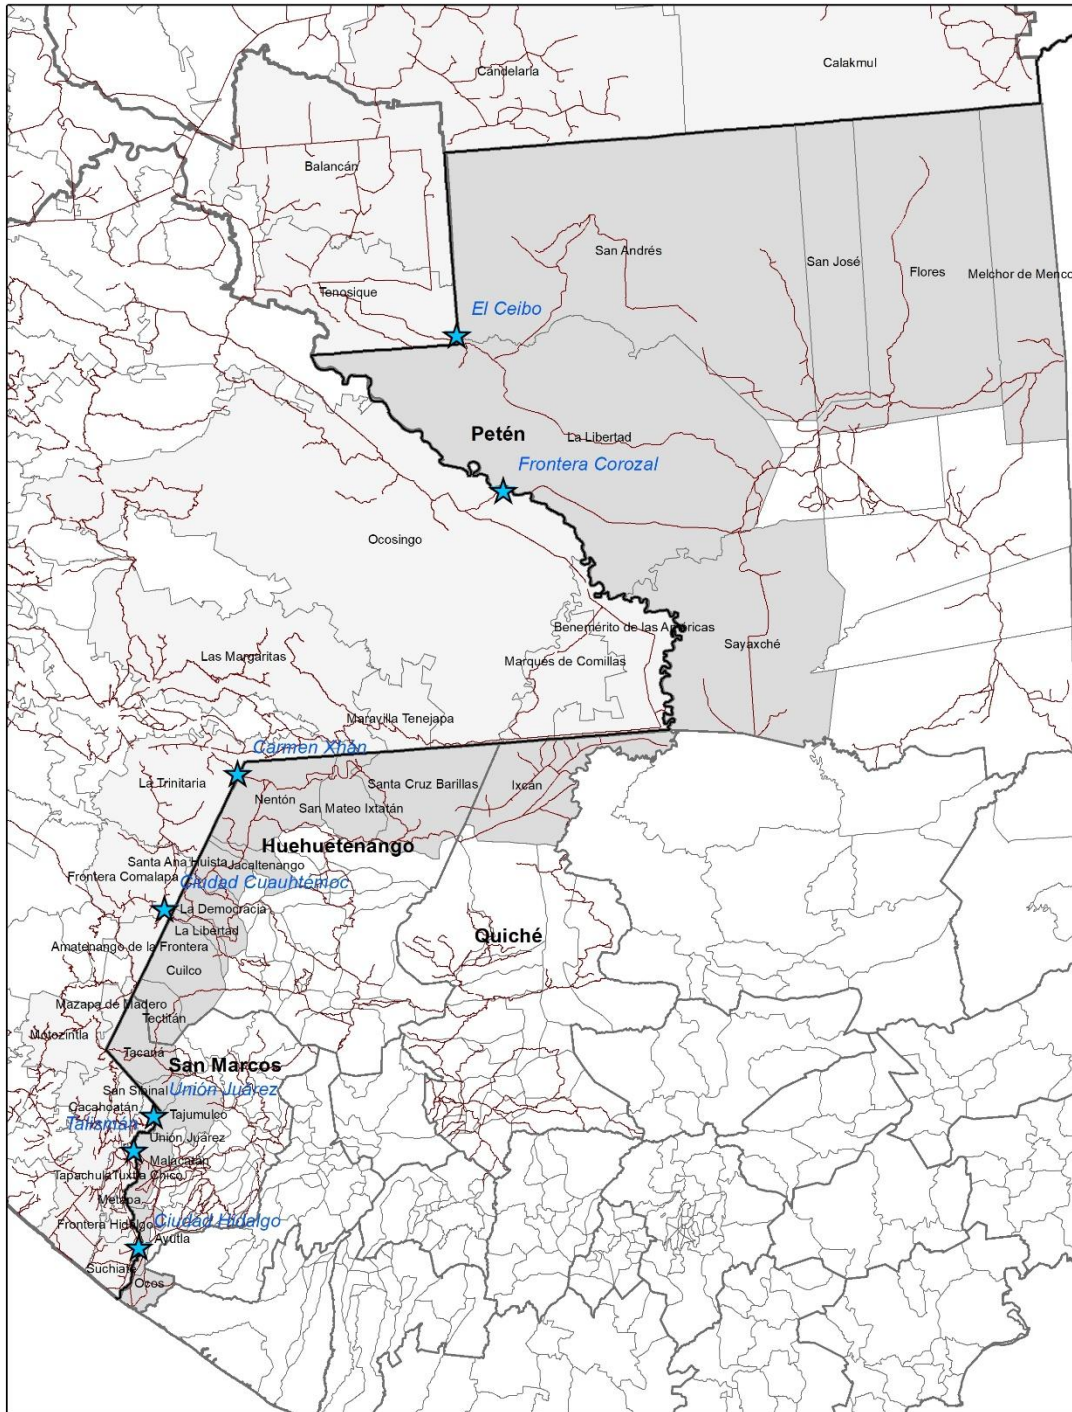 Calakmul
Candelaria
Balancán
San Andrés
San José
Flores
Melchor de Menco
Tenosique
El Ceibo
Petén
La Libertad
Frontera Corozal
Ocosingo
Benemérito de las Américas
Sayaxché
Las Margaritas
Marqués de Comillas
Maravilla Tenejapa
Carmen Xhán
La Trinitaria
Santa Cruz Barillas
Ixcán
Nentón
San Mateo Ixtatán
Huehuetenango
Santa Ana Huista
Jacaltenango
Frontera Comalapa
Ciudad Cuauhtémoc
La Democracia
La Libertad
Quiché
Amatenango de la Frontera
Cuilco
Mazapa de Madero
Tectitán
Motozintla
Tacaná
San Marcos
San Sibinal
Unión Juárez
Cacahoatán
Tajumulco
Talismán
Unión Juárez
Malacatán
Tapachula
Tuxtla Chico
Metapa
Frontera Hidalgo
Ciudad Hidalgo
Ayutla
Suchiate
Ocos